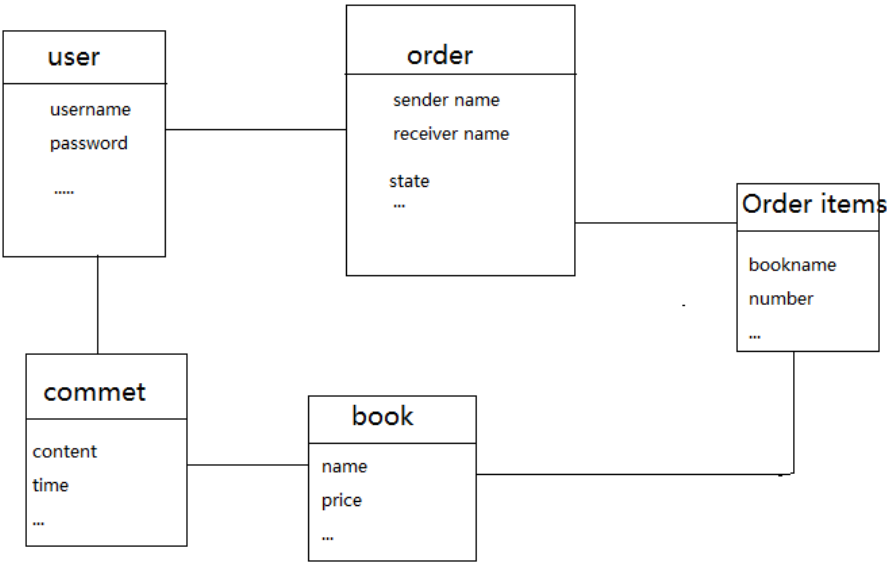 user
username
password
.....
order
sender name
receiver name
state
...
Order items
bookname
number
...
commet
content
time
...
book
name
price
...